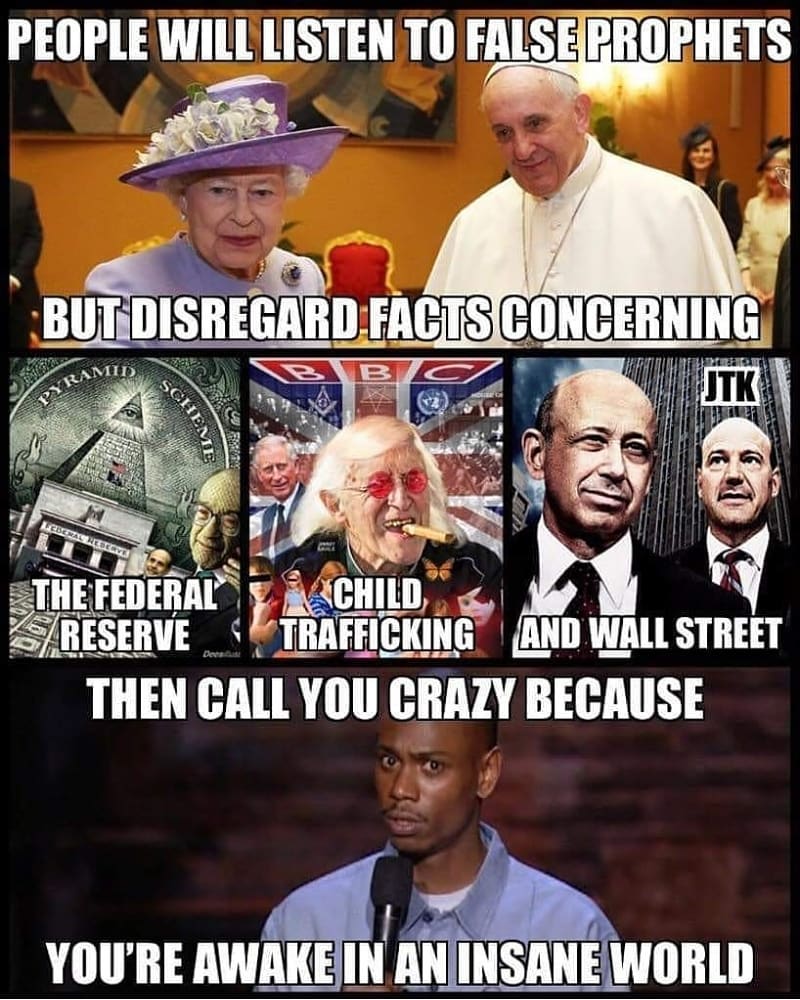 PEOPLE WILL LISTEN TO FALSE PROPHETS
BUT DISREGARD FACTS CONCERNING
PYRAMID SCHEME
FEDERAL RESERVE
THE FEDERAL
RESERVE
BBC
CHILD
TRAFFICKING
JTK
AND WALL STREET
THEN CALL YOU CRAZY BECAUSE
YOU'RE AWAKE IN AN INSANE WORLD